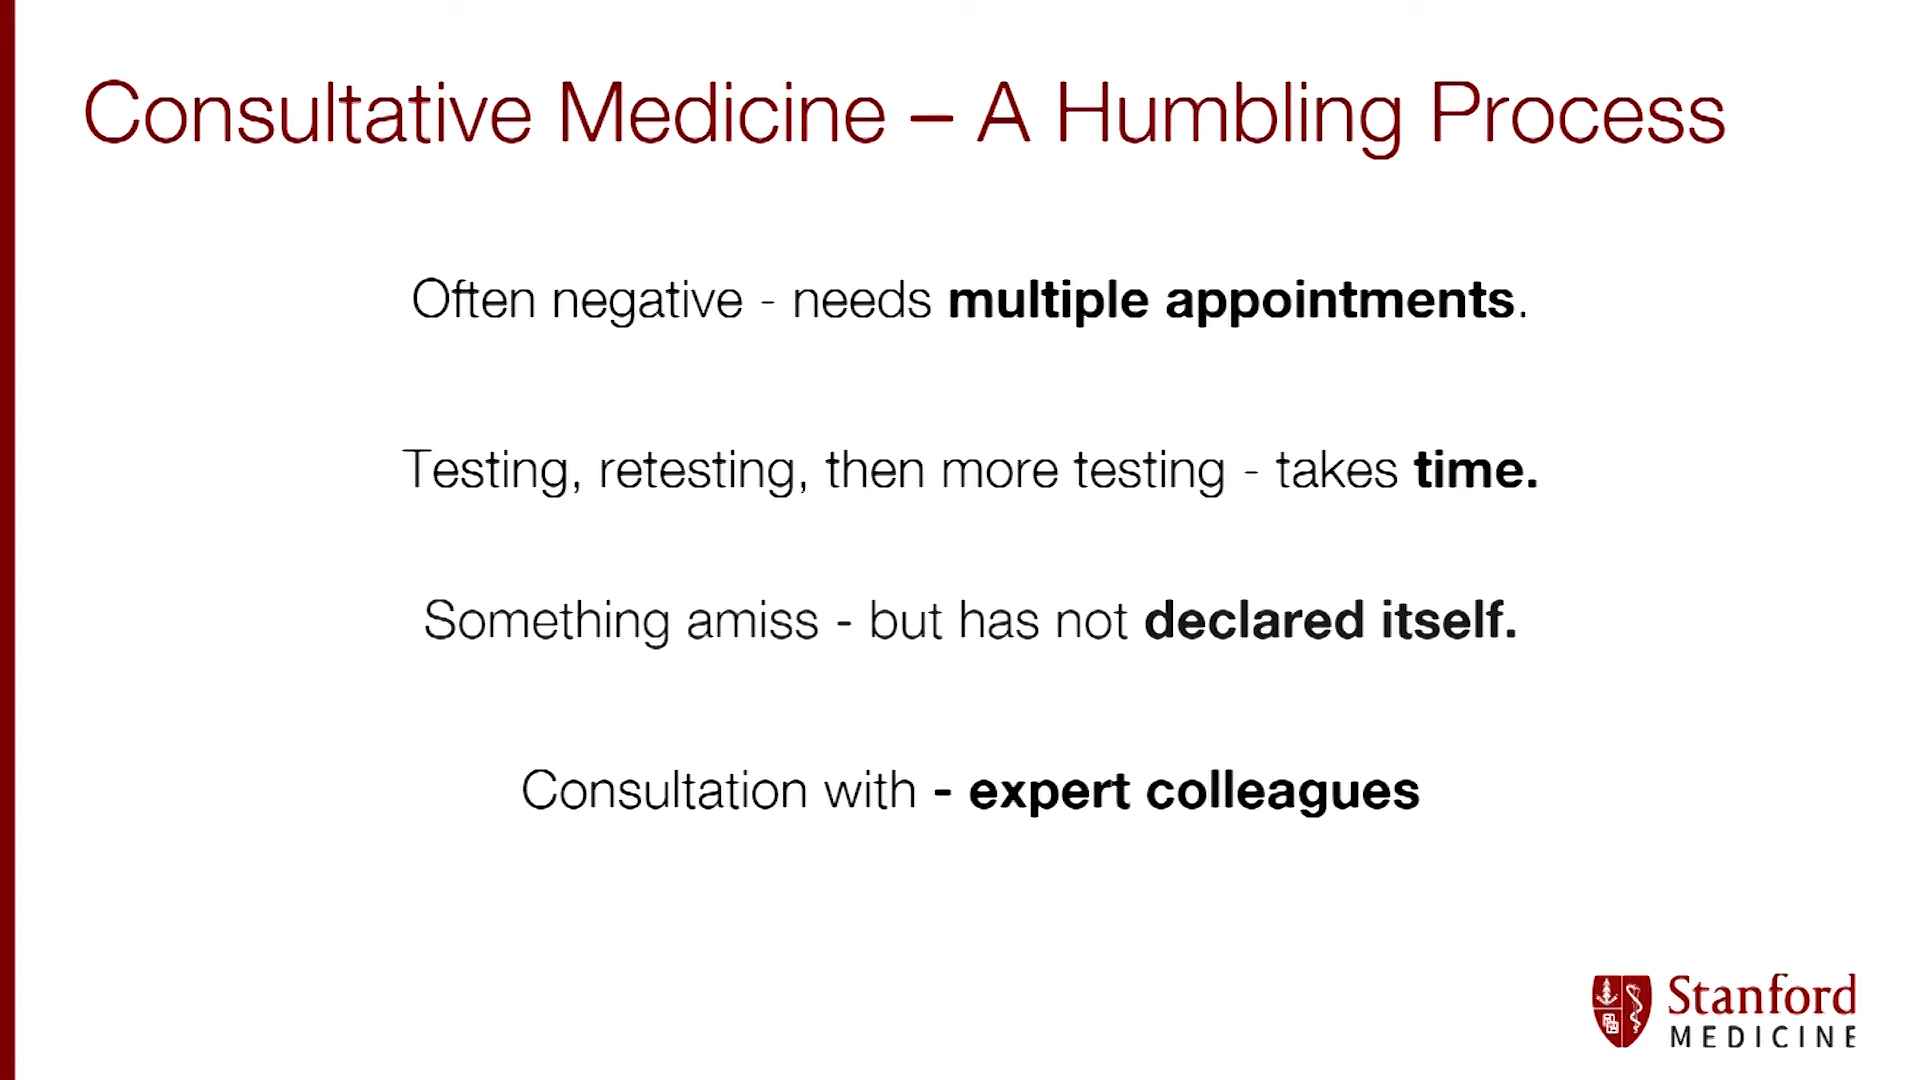 Consultative Medicine – A Humbling Process
Often negative - needs multiple appointments.
Testing, retesting, then more testing - takes time.
Something amiss - but has not declared itself.
Consultation with - expert colleagues
Stanford
MEDICINE